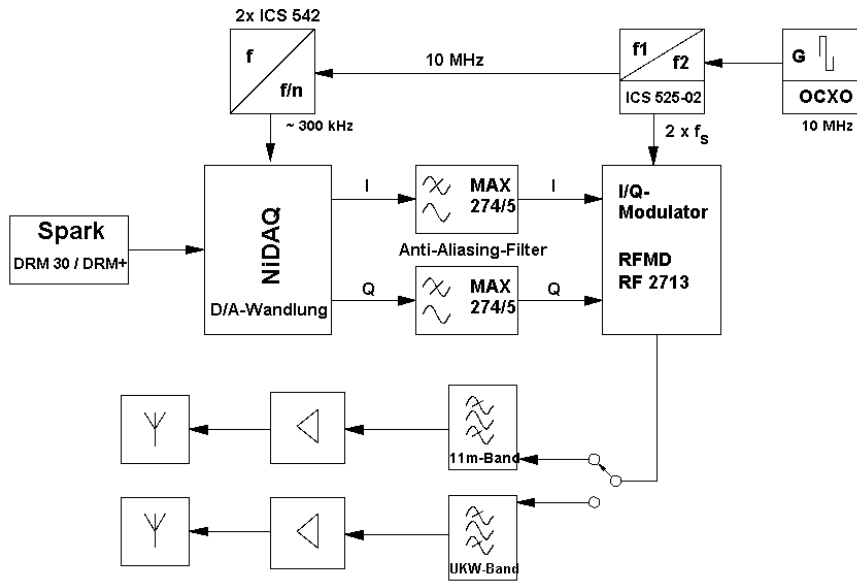 2x ICS 542
f
f/n
10 MHz
f1
f2
ICS 525-02
G
OCXO
10 MHz
~ 300 kHz
2 x fs
Spark
DRM 30 / DRM+
NiDAQ
D/A-Wandlung
I
MAX
274/5
I
Anti-Aliasing-Filter
Q
MAX
274/5
Q
I/Q-
Modulator
RFMD
RF 2713
11m-Band
UKW-Band